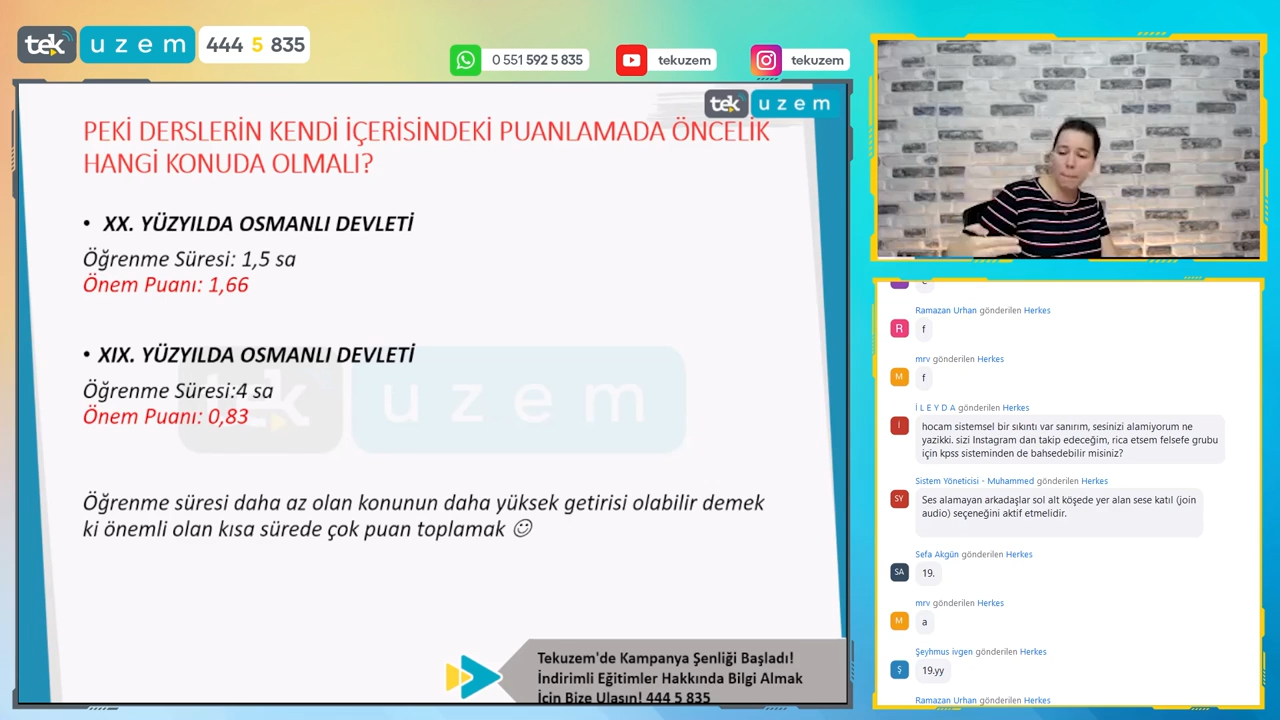 tek uzem 444 5 835
0 551 592 5 835
tekuzem
tekuzem
tek uzem
PEKİ DERSLERİN KENDİ İÇERİSİNDEKİ PUANLAMADA ÖNCELİK
HANGİ KONUDA OLMALI?
• XX. YÜZYILDA OSMANLI DEVLETİ
Öğrenme Süresi: 1,5 sa
Önem Puanı: 1,66
• XIX. YÜZYILDA OSMANLI DEVLETİ
Öğrenme Süresi:4 sa
Önem Puanı: 0,83
tek uzem
Öğrenme süresi daha az olan konunun daha yüksek getirisi olabilir demek
ki önemli olan kısa sürede çok puan toplamak ☺
Tekuzem'de Kampanya Şenliği Başladı!
İndirimli Eğitimler Hakkında Bilgi Almak
İçin Bize Ulaşın! 444 5 835
Ramazan Urhan gönderilen Herkes
R f
mrv gönderilen Herkes
M f
İ L E Y D A gönderilen Herkes
İ hocam sistemsel bir sıkıntı var sanırım, sesinizi alamiyorum ne
yazikki. sizi Instagram dan takip edeceğim, rica etsem felsefe grubu
için kpss sisteminden de bahsedebilir misiniz?
Sistem Yöneticisi - Muhammed gönderilen Herkes
SY Ses alamayan arkadaşlar sol alt köşede yer alan sese katıl (join
audio) seçeneğini aktif etmelidir.
Sefa Akgün gönderilen Herkes
SA 19.
mrv gönderilen Herkes
M a
Şeyhmus ivgen gönderilen Herkes
Ş 19.yy
Ramazan Urhan gönderilen Herkes